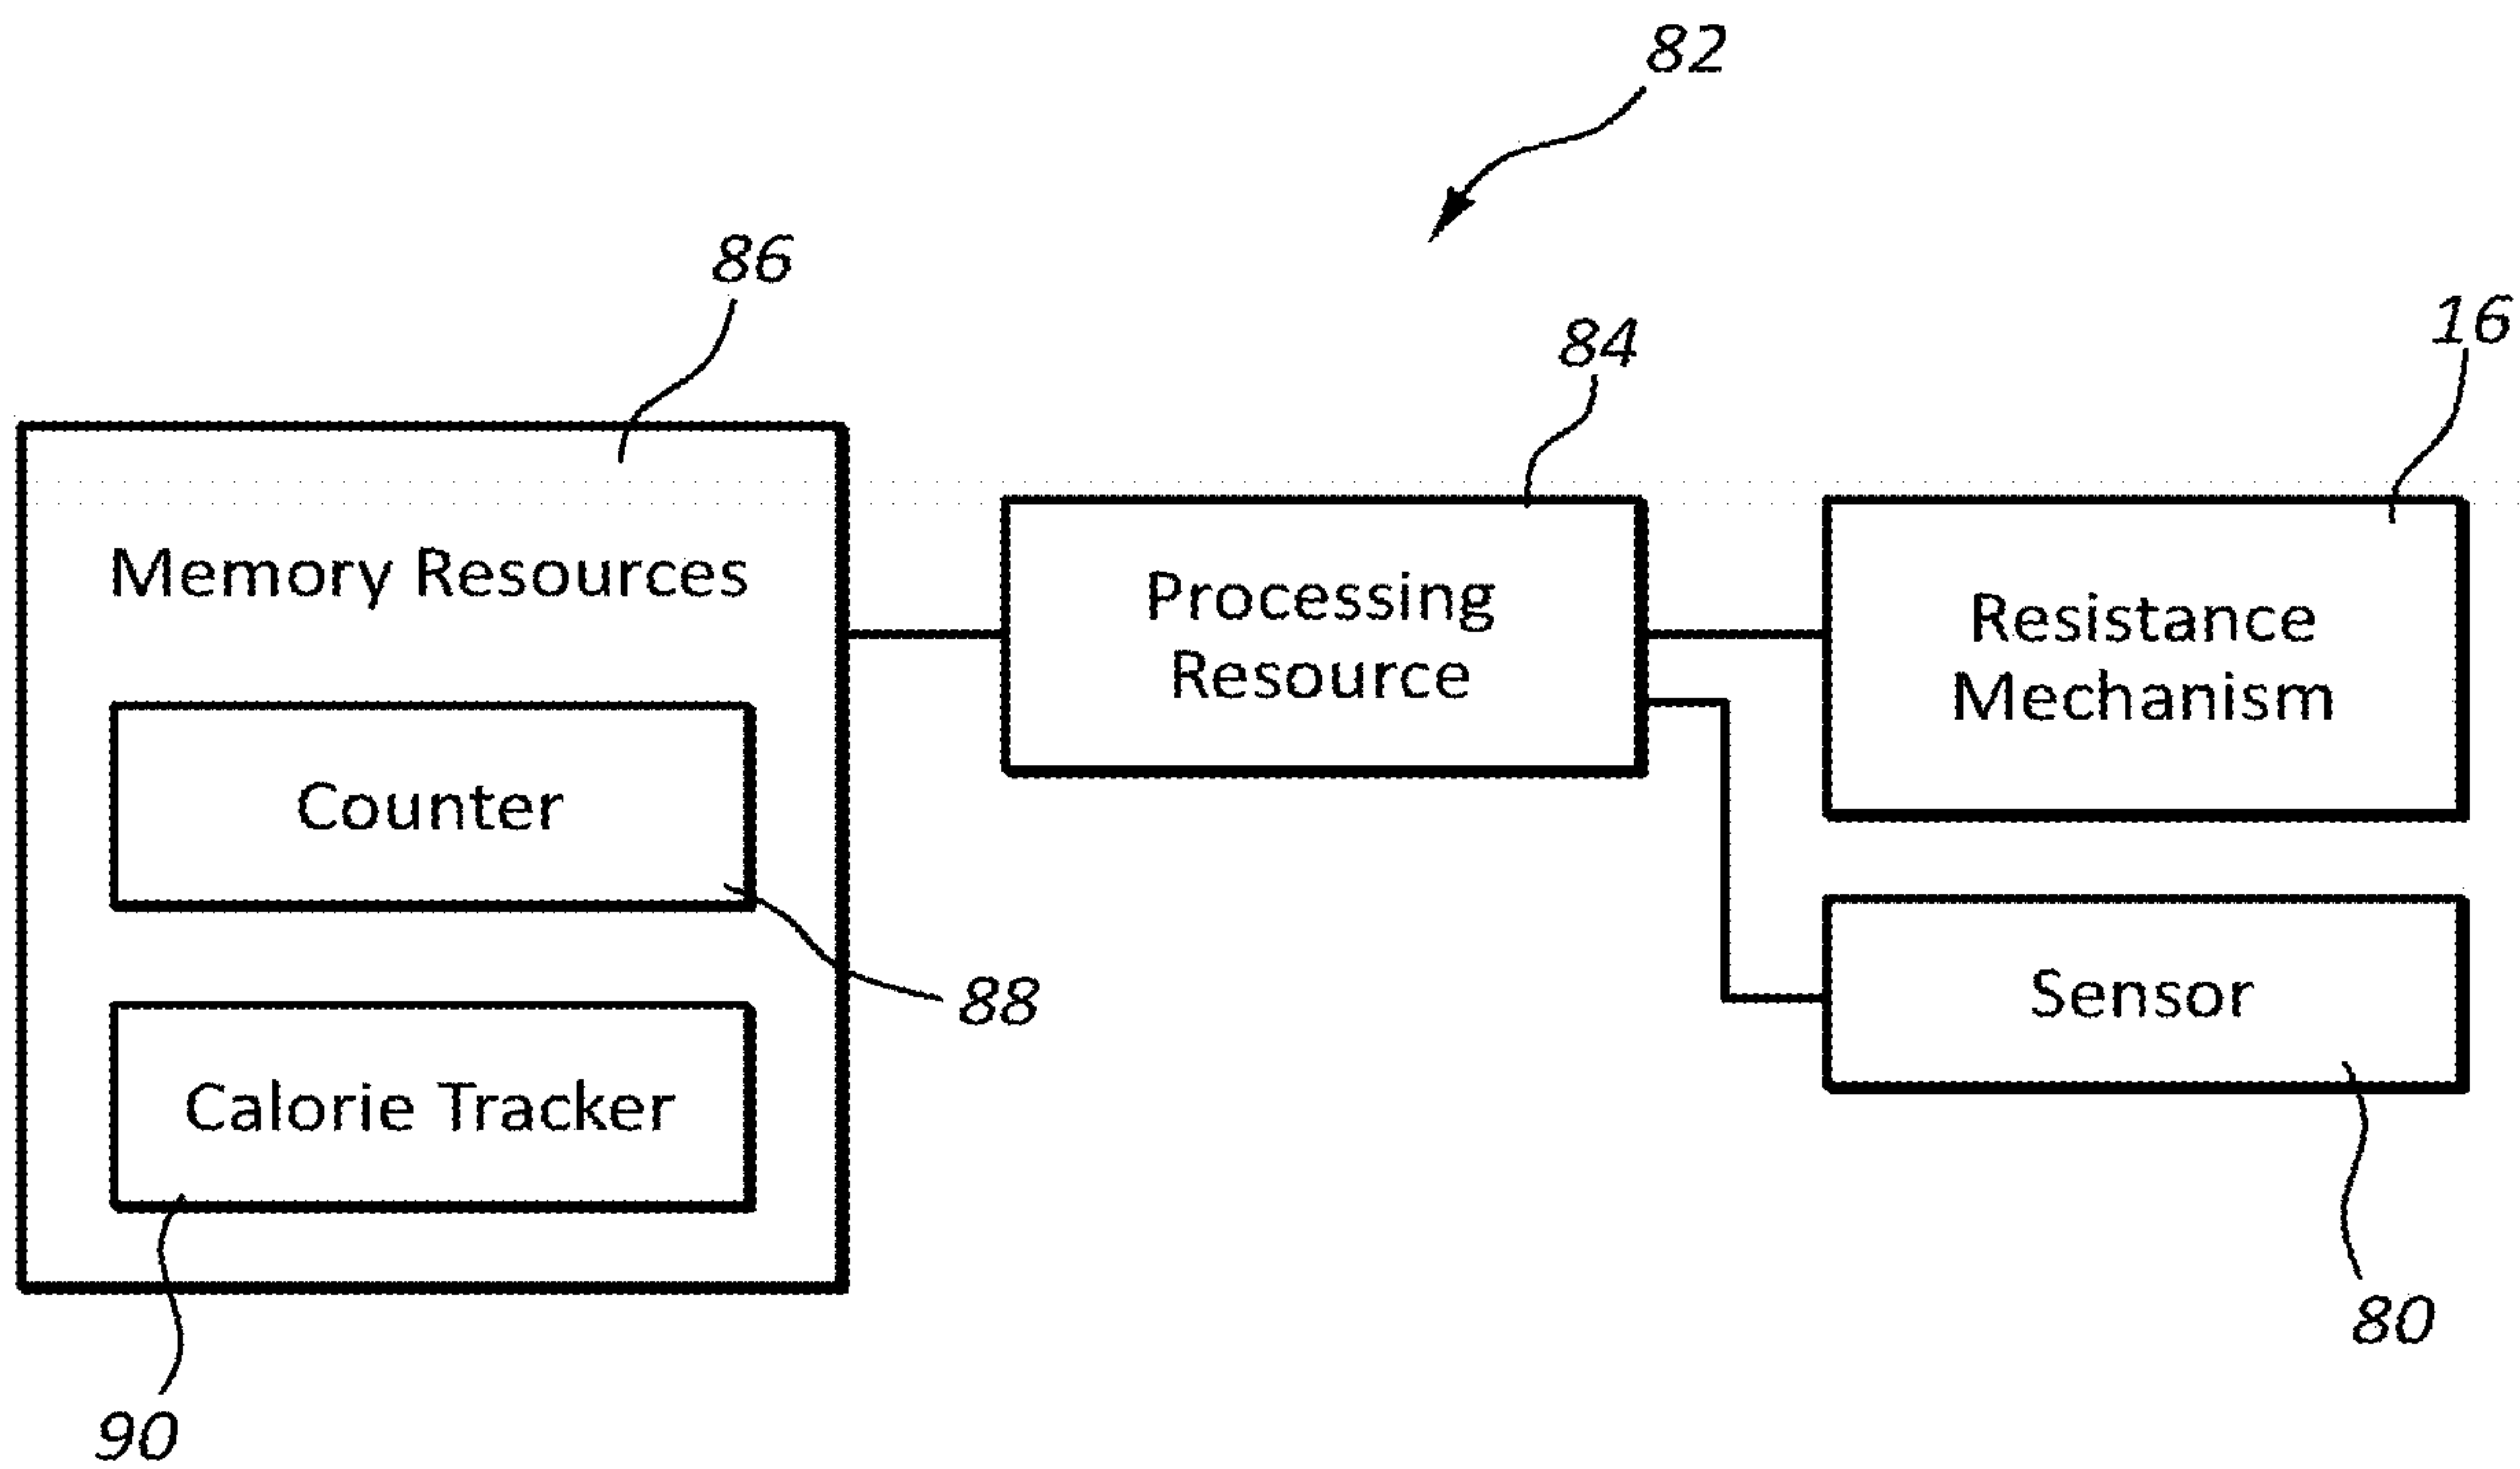 82
86
84
16
Memory Resources
Processing
Resource
Resistance
Mechanism
Counter
88
Sensor
Calorie Tracker
80
90